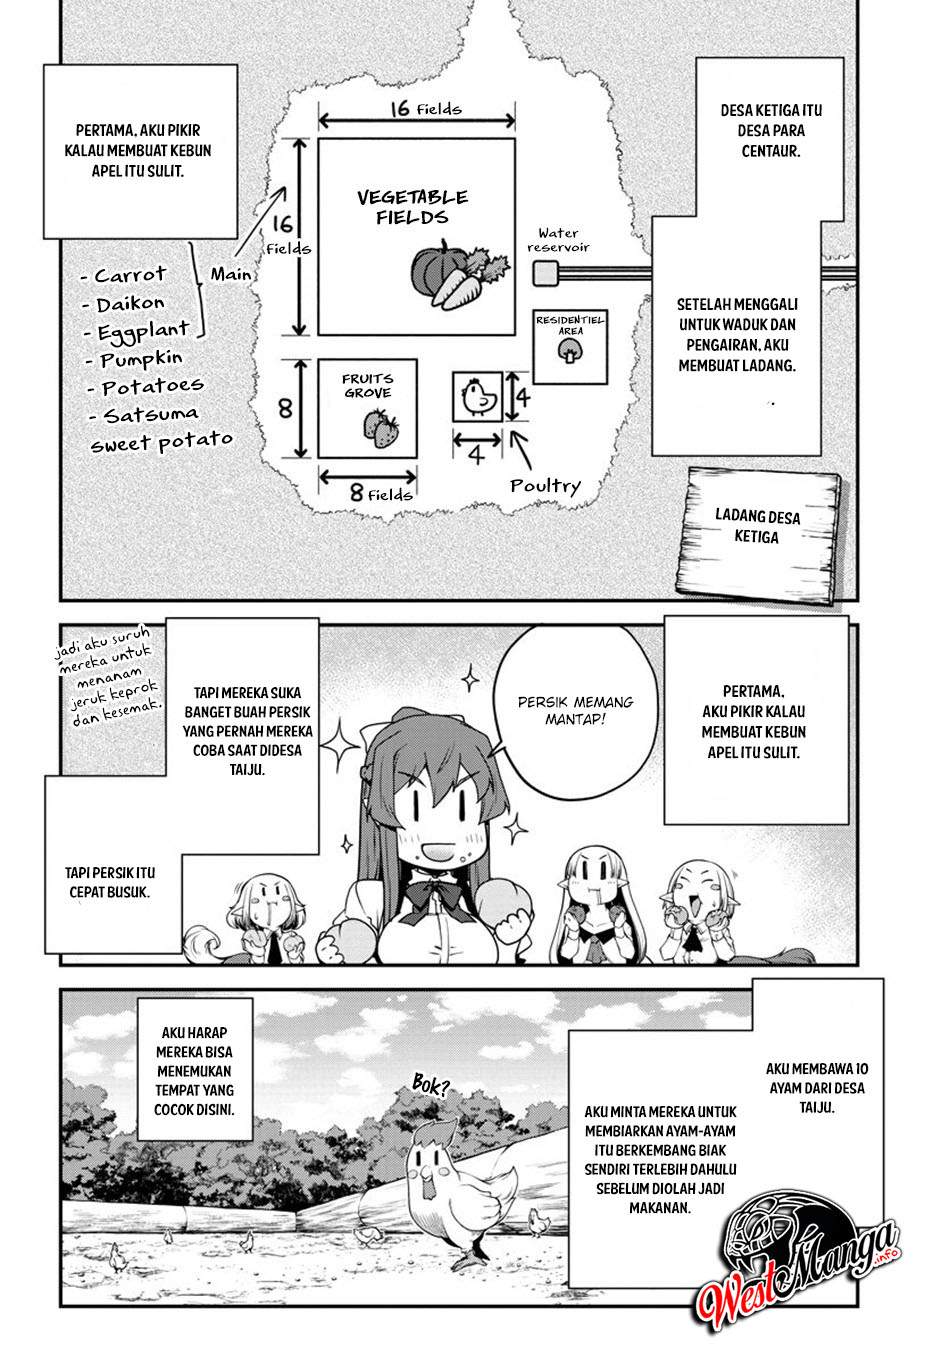 DESA KETIGA ITU
DESA PARA
CENTAUR.
SETELAH MENGGALI
UNTUK WADUK DAN
PENGAIRAN, AKU
MEMBUAT LADANG.
LADANG DESA
KETIGA
16 Fields
16
Fields
VEGETABLE
FIELDS
Water
reservoir
RESIDENTIEL
AREA
FRUITS
GROVE
8
8 Fields
4
4
Poultry
PERTAMA, AKU PIKIR
KALAU MEMBUAT KEBUN
APEL ITU SULIT.
Main
- Carrot
- Daikon
- Eggplant
- Pumpkin
- Potatoes
- Satsuma
sweet potato
PERTAMA,
AKU PIKIR KALAU
MEMBUAT KEBUN
APEL ITU SULIT.
PERSIK MEMANG
MANTAP!
TAPI MEREKA SUKA
BANGET BUAH PERSIK
YANG PERNAH MEREKA
COBA SAAT DIDESA
TAIJU.
TAPI PERSIK ITU
CEPAT BUSUK.
jadi aku suruh
mereka untuk
menanam
jeruk keprok
dan kesemak.
AKU MEMBAWA 10
AYAM DARI DESA
TAIJU.
AKU MINTA MEREKA UNTUK
MEMBIARKAN AYAM-AYAM
ITU BERKEMBANG BIAK
SENDIRI TERLEBIH DAHULU
SEBELUM DIOLAH JADI
MAKANAN.
Bok?
AKU HARAP
MEREKA BISA
MENEMUKAN
TEMPAT YANG
COCOK DISINI.
WestManga
.info